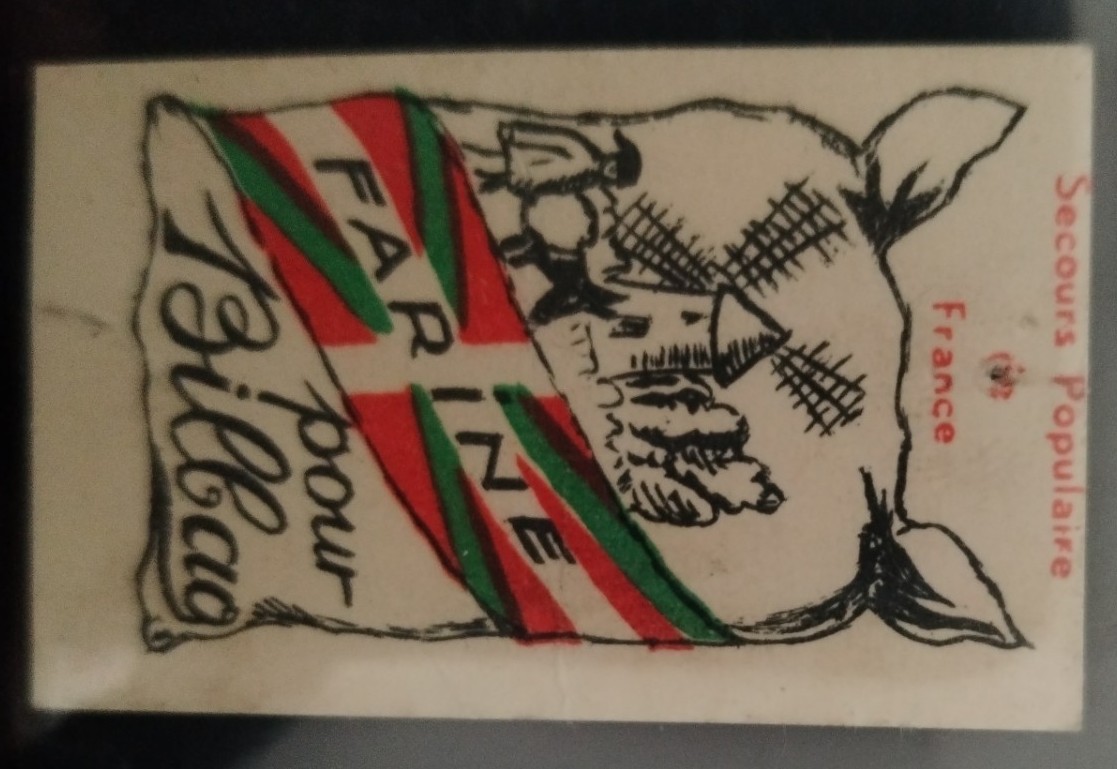 Secours Populaire
France
FARINE
pour
Bilbao